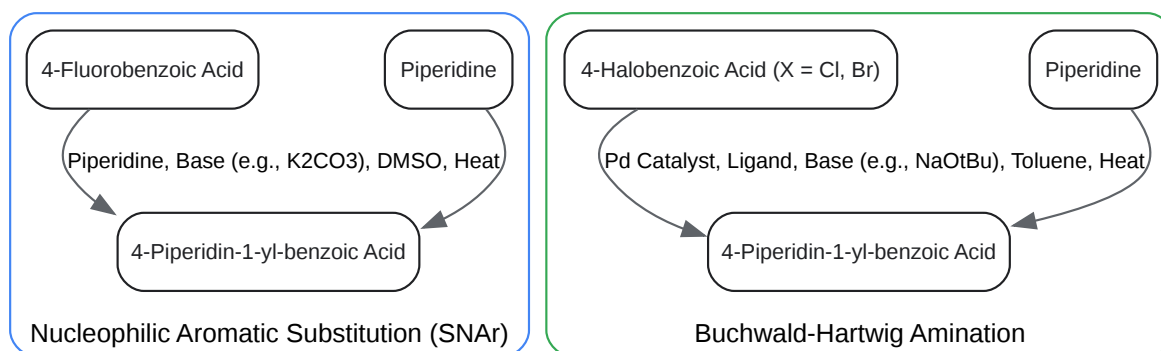 4-Fluorobenzoic Acid
Piperidine
Piperidine, Base (e.g., K2CO3), DMSO, Heat
4-Piperidin-1-yl-benzoic Acid
Nucleophilic Aromatic Substitution (SNAr)
4-Halobenzoic Acid (X = Cl, Br)
Piperidine
Pd Catalyst, Ligand, Base (e.g., NaOtBu), Toluene, Heat
4-Piperidin-1-yl-benzoic Acid
Buchwald-Hartwig Amination